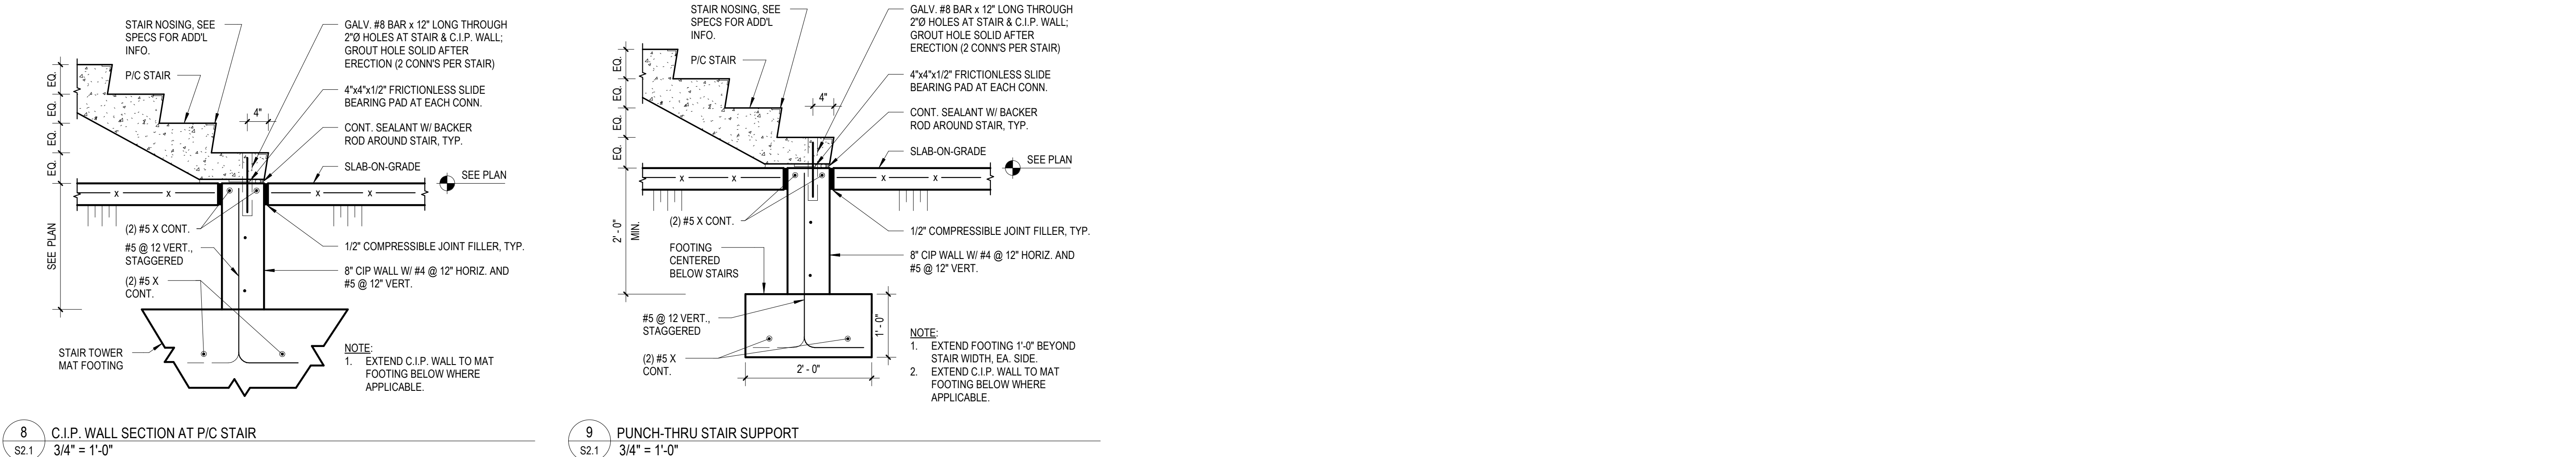 STAIR NOSING, SEE
SPECS FOR ADD'L
INFO.
P/C STAIR
GALV. #8 BAR x 12" LONG THROUGH
2"Ø HOLES AT STAIR & C.I.P. WALL;
GROUT HOLE SOLID AFTER
ERECTION (2 CONN'S PER STAIR)
4"x4"x1/2" FRICTIONLESS SLIDE
BEARING PAD AT EACH CONN.
CONT. SEALANT W/ BACKER
ROD AROUND STAIR, TYP.
SLAB-ON-GRADE
SEE PLAN
4"
EQ.
EQ.
EQ.
EQ.
SEE PLAN
X
X
X
X
(2) #5 X CONT.
#5 @ 12 VERT.,
STAGGERED
(2) #5 X
CONT.
1/2" COMPRESSIBLE JOINT FILLER, TYP.
8" CIP WALL W/ #4 @ 12" HORIZ. AND
#5 @ 12" VERT.
STAIR TOWER
MAT FOOTING
NOTE:
1. EXTEND C.I.P. WALL TO MAT
FOOTING BELOW WHERE
APPLICABLE.
8
S2.1
C.I.P. WALL SECTION AT P/C STAIR
3/4" = 1'-0"
STAIR NOSING, SEE
SPECS FOR ADD'L
INFO.
P/C STAIR
GALV. #8 BAR x 12" LONG THROUGH
2"Ø HOLES AT STAIR & C.I.P. WALL;
GROUT HOLE SOLID AFTER
ERECTION (2 CONN'S PER STAIR)
4"x4"x1/2" FRICTIONLESS SLIDE
BEARING PAD AT EACH CONN.
CONT. SEALANT W/ BACKER
ROD AROUND STAIR, TYP.
SLAB-ON-GRADE
SEE PLAN
4"
EQ.
EQ.
EQ.
EQ.
2' - 0"
MIN.
X
X
X
X
(2) #5 X CONT.
FOOTING
CENTERED
BELOW STAIRS
#5 @ 12 VERT.,
STAGGERED
(2) #5 X
CONT.
1/2" COMPRESSIBLE JOINT FILLER, TYP.
8" CIP WALL W/ #4 @ 12" HORIZ. AND
#5 @ 12" VERT.
1' - 0"
2' - 0"
NOTE:
1. EXTEND FOOTING 1'-0" BEYOND
STAIR WIDTH, EA. SIDE.
2. EXTEND C.I.P. WALL TO MAT
FOOTING BELOW WHERE
APPLICABLE.
9
S2.1
PUNCH-THRU STAIR SUPPORT
3/4" = 1'-0"